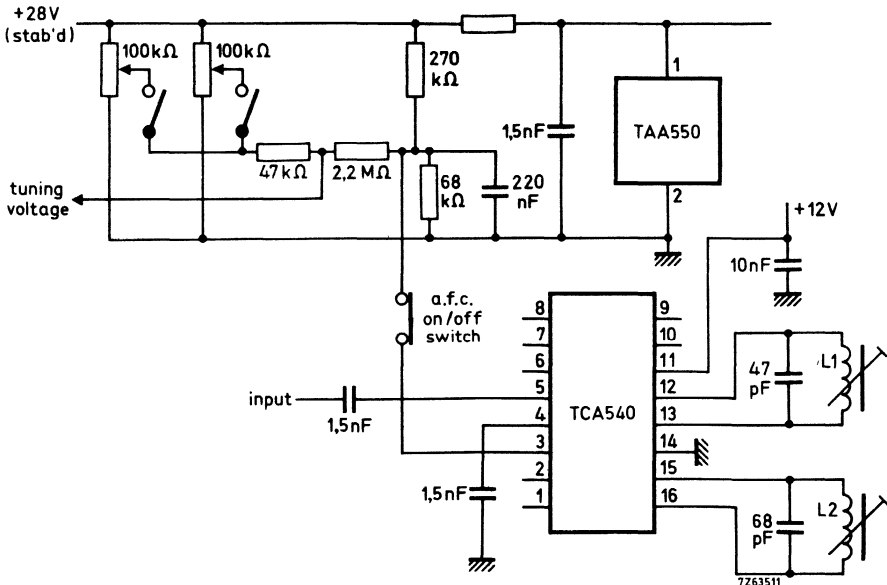 +28V
(stab'd)
100kΩ
100kΩ
270
kΩ
1
1,5nF
TAA550
47kΩ
2,2MΩ
68
kΩ
220
nF
tuning
voltage
2
+12V
10nF
a.f.c.
on/off
switch
8
7
6
5
4
3
2
1
TCA540
9
10
11
12
13
14
15
16
input
1,5nF
1,5nF
47
pF
L1
68
pF
L2
7Z63511